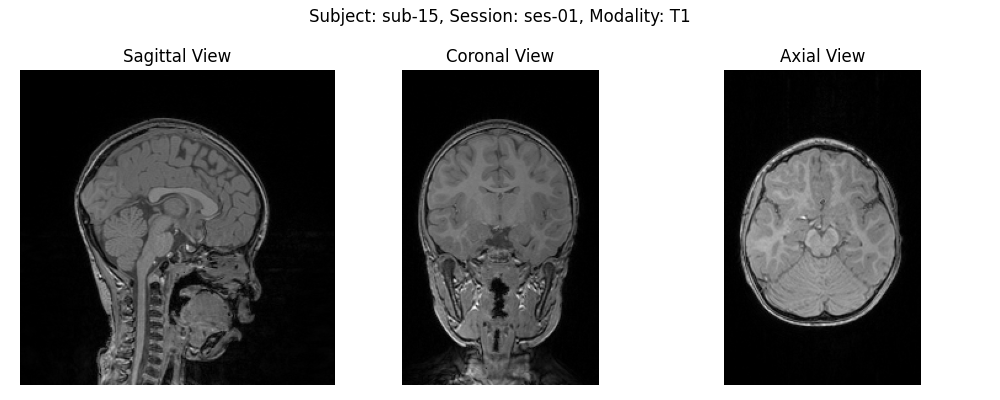 Subject: sub-15, Session: ses-01, Modality: T1
Sagittal View
Coronal View
Axial View